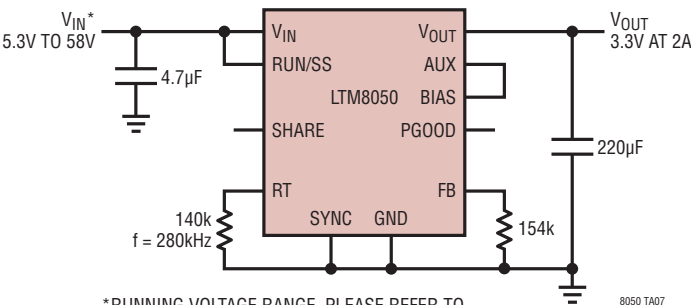 VIN*
5.3V TO 58V
4.7µF
VIN
RUN/SS
SHARE
RT
SYNC
GND
LTM8050
VOUT
AUX
BIAS
PGOOD
FB
VOUT
3.3V AT 2A
220µF
140k
f = 280kHz
154k
*RUNNING VOLTAGE RANGE. PLEASE REFER TO
8050 TA07